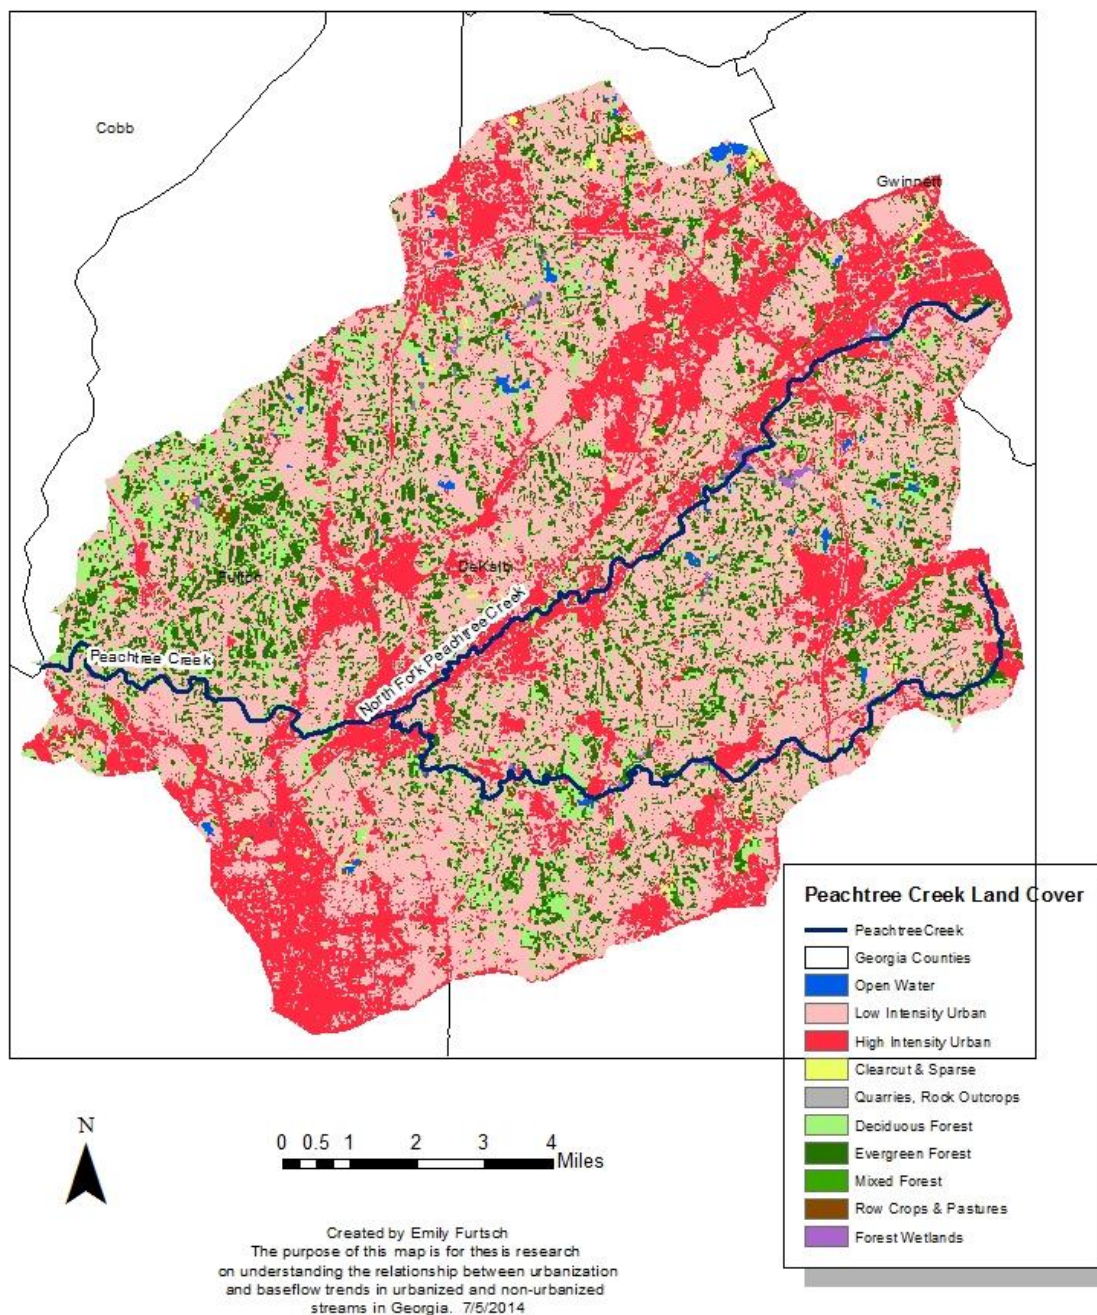 Cobb
Gwinnett
DeKalb
Fulton
North Fork Peachtree Creek
Peachtree Creek
Peachtree Creek Land Cover
PeachtreeCreek
Georgia Counties
Open Water
Low Intensity Urban
High Intensity Urban
Clearcut & Sparse
Quarries, Rock Outcrops
Deciduous Forest
Evergreen Forest
Mixed Forest
Row Crops & Pastures
Forest Wetlands
N
0 0.5 1 2 3 4
Miles
Created by Emily Furtsch
The purpose of this map is for thesis research
on understanding the relationship between urbanization
and baseflow trends in urbanized and non-urbanized
streams in Georgia. 7/5/2014